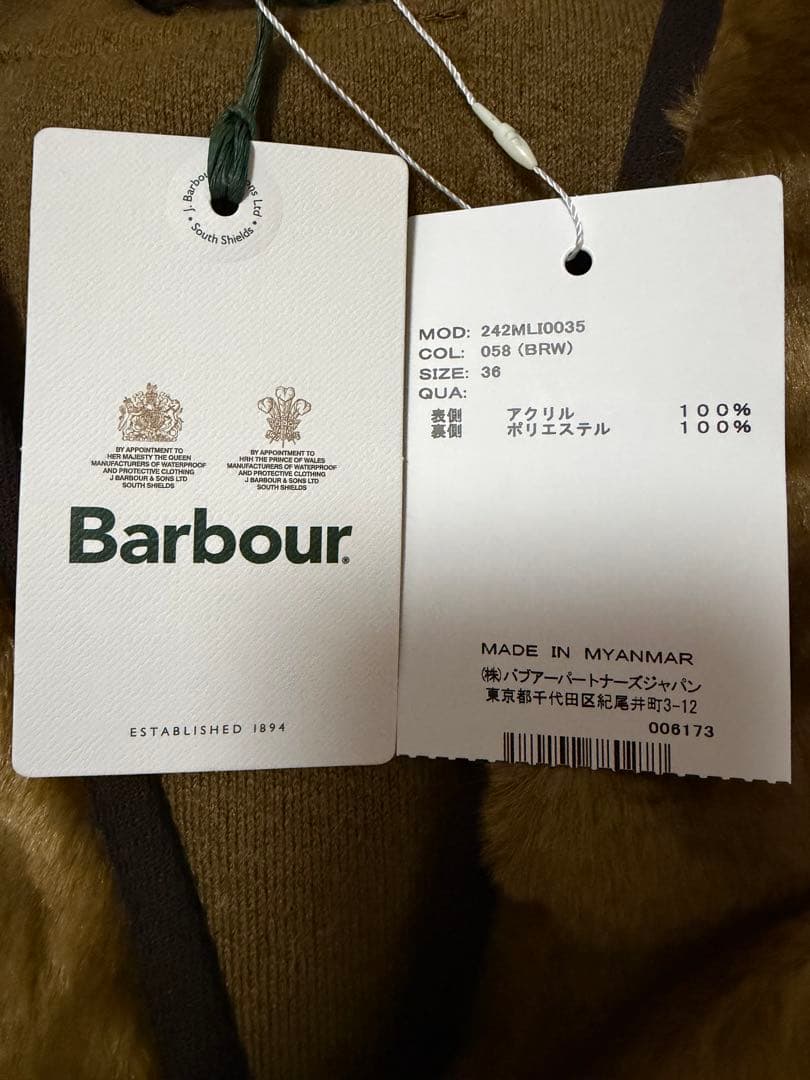 J. Barbour
ns Ltd
• South Shields •
BY APPOINTMENT TO
HER MAJESTY THE QUEEN
MANUFACTURERS OF WATERPROOF
AND PROTECTIVE CLOTHING
J BARBOUR & SONS LTD
SOUTH SHIELDS
BY APPOINTMENT TO
HRH THE PRINCE OF WALES
MANUFACTURERS OF WATERPROOF
AND PROTECTIVE CLOTHING
J BARBOUR & SONS LTD
SOUTH SHIELDS
Barbour®
ESTABLISHED 1894
MOD: 242MLI0035
COL: 058 (BRW)
SIZE: 36
QUA:
表側 アクリル 100%
裏側 ポリエステル 100%
MADE IN MYANMAR
(株)バブアーパートナーズジャパン
東京都千代田区紀尾井町3-12
006173